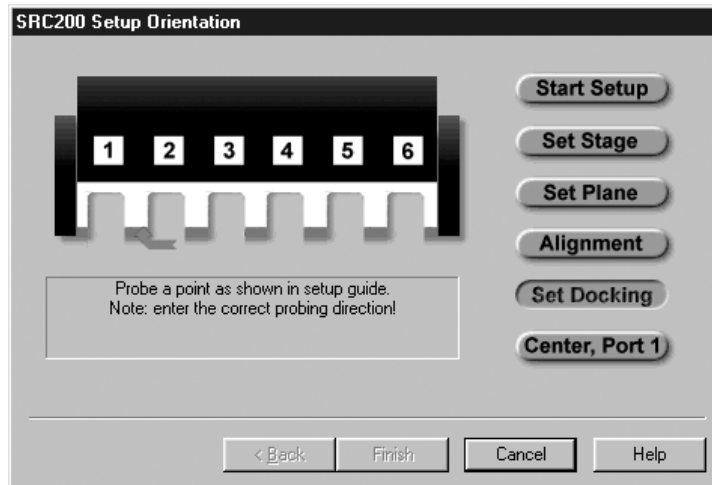 SRC200 Setup Orientation
1 2 3 4 5 6
Probe a point as shown in setup guide.
Note: enter the correct probing direction!
Start Setup
Set Stage
Set Plane
Alignment
Set Docking
Center, Port 1
< Back
Finish
Cancel
Help